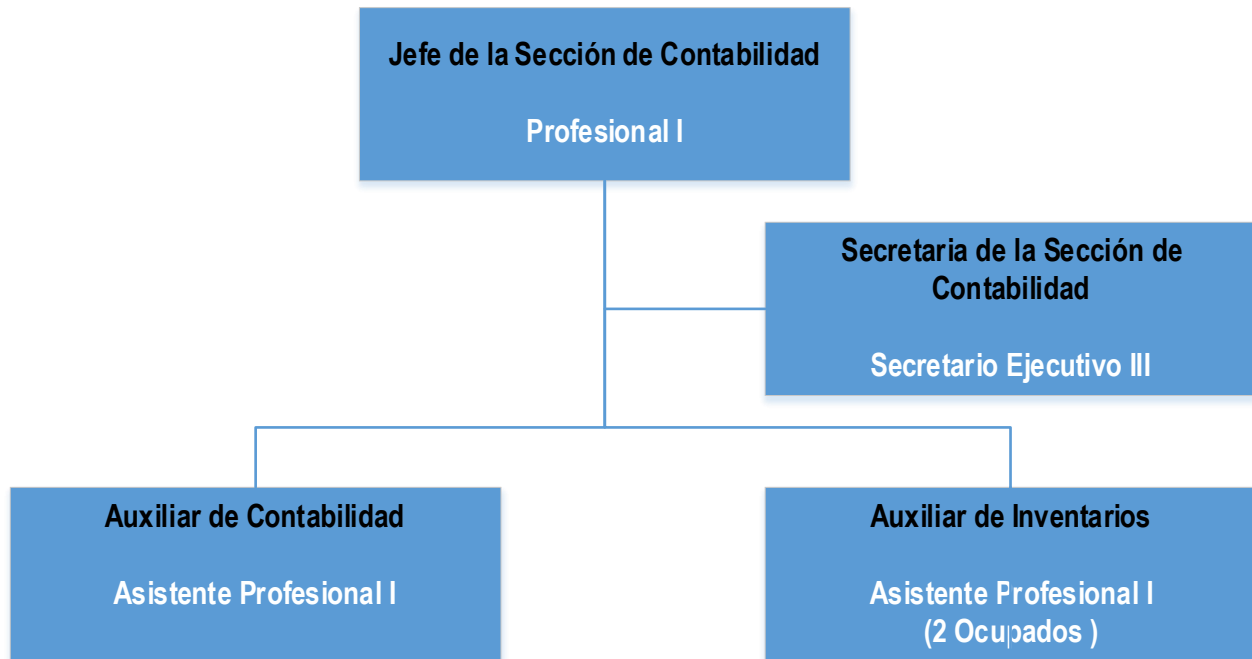 Jefe de la Sección de Contabilidad
Profesional I
Secretaria de la Sección de
Contabilidad
Secretario Ejecutivo III
Auxiliar de Contabilidad
Asistente Profesional I
Auxiliar de Inventarios
Asistente Profesional I
(2 Ocupados )